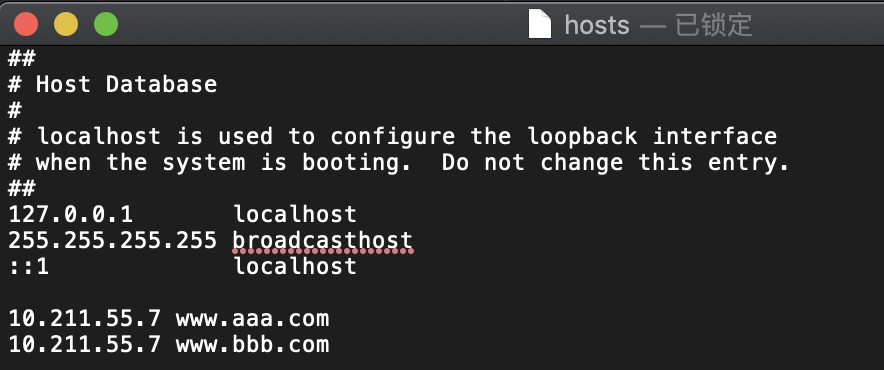 hosts — 已锁定
##
# Host Database
#
# localhost is used to configure the loopback interface
# when the system is booting.  Do not change this entry.
##
127.0.0.1       localhost
255.255.255.255 broadcasthost
::1             localhost
10.211.55.7 www.aaa.com
10.211.55.7 www.bbb.com